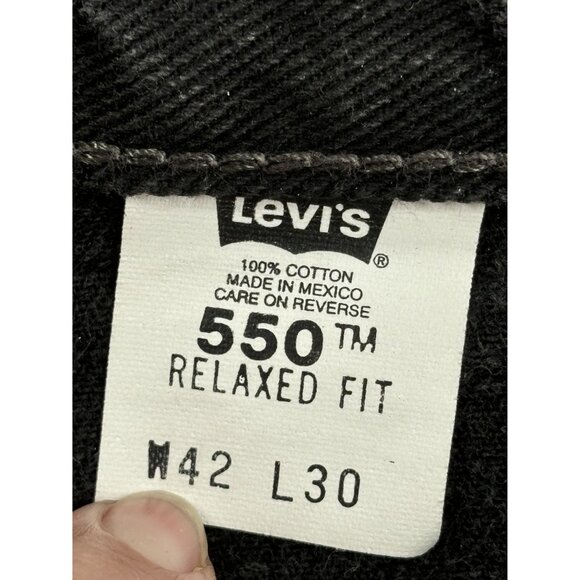 Levi's ®
100% COTTON
MADE IN MEXICO
CARE ON REVERSE
550™
RELAXED FIT
W42 L30